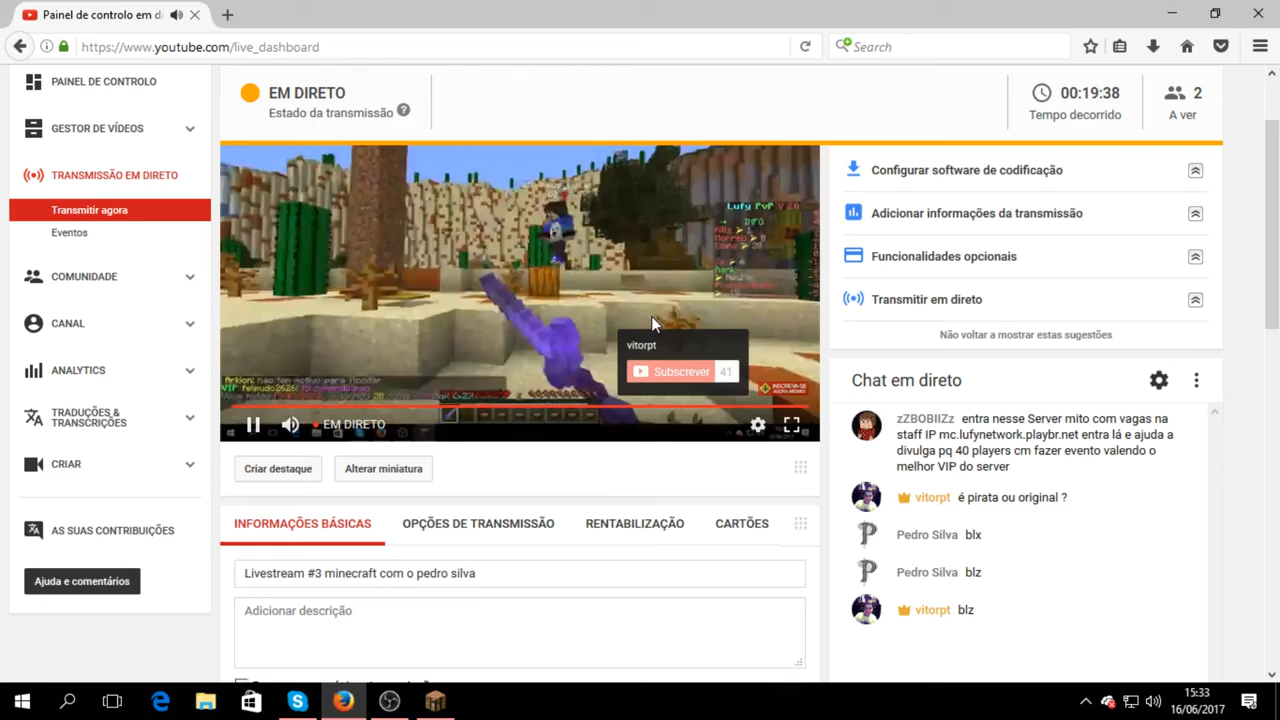 Painel de controlo em di
https://www.youtube.com/live_dashboard
Search
PAINEL DE CONTROLO
GESTOR DE VÍDEOS
TRANSMISSÃO EM DIRETO
Transmitir agora
Eventos
COMUNIDADE
CANAL
ANALYTICS
TRADUÇÕES &
TRANSCRIÇÕES
CRIAR
AS SUAS CONTRIBUIÇÕES
Ajuda e comentários
EM DIRETO
Estado da transmissão ?
00:19:38
Tempo decorrido
2
A ver
Lufy PvP
INFO
vitorpt
Subscrever 41
INSCREVA-SE
EM DIRETO
Criar destaque
Alterar miniatura
INFORMAÇÕES BÁSICAS
OPÇÕES DE TRANSMISSÃO
RENTABILIZAÇÃO
CARTÕES
Livestream #3 minecraft com o pedro silva
Adicionar descrição
Configurar software de codificação
Adicionar informações da transmissão
Funcionalidades opcionais
Transmitir em direto
Não voltar a mostrar estas sugestões
Chat em direto
zZBOBIIZz entra nesse Server mito com vagas na
staff IP mc.lufynetwork.playbr.net entra lá e ajuda a
divulga pq 40 players cm fazer evento valendo o
melhor VIP do server
vitorpt é pirata ou original ?
Pedro Silva blx
Pedro Silva blz
vitorpt blz
15:33
16/06/2017